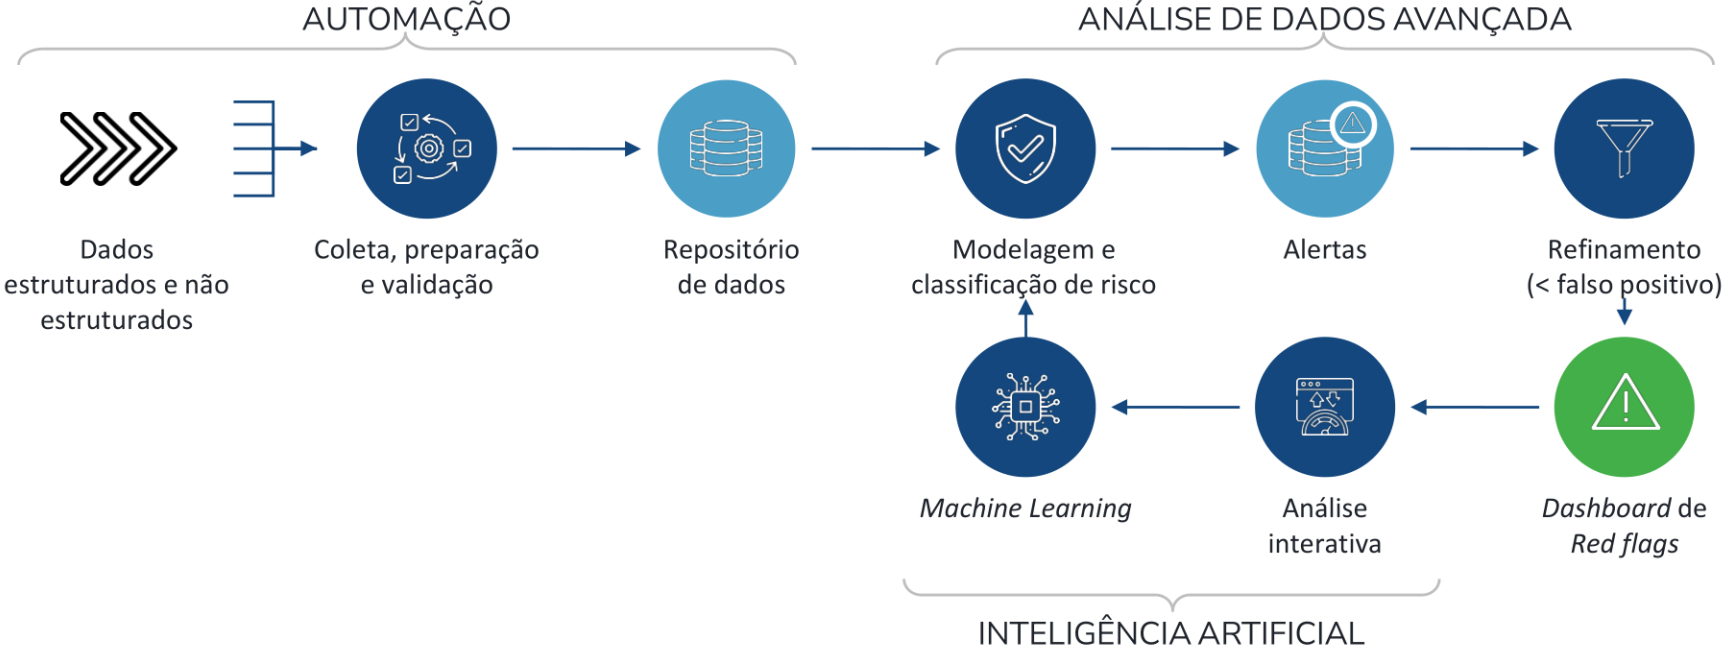 AUTOMAÇÃO
ANÁLISE DE DADOS AVANÇADA
Dados
estruturados e não
estruturados
Coleta, preparação
e validação
Repositório
de dados
Modelagem e
classificação de risco
Alertas
Refinamento
(< falso positivo)
Machine Learning
Análise
interativa
Dashboard de
Red flags
INTELIGÊNCIA ARTIFICIAL